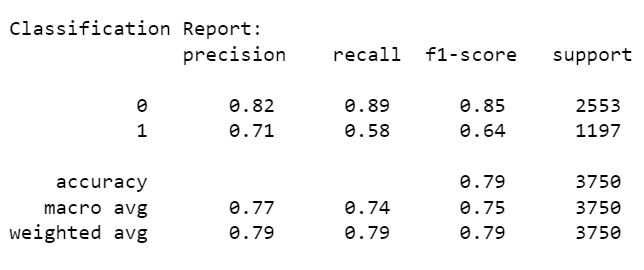 Classification Report:
precision recall f1-score support
0 0.82 0.89 0.85 2553
1 0.71 0.58 0.64 1197
accuracy 0.79 3750
macro avg 0.77 0.74 0.75 3750
weighted avg 0.79 0.79 0.79 3750